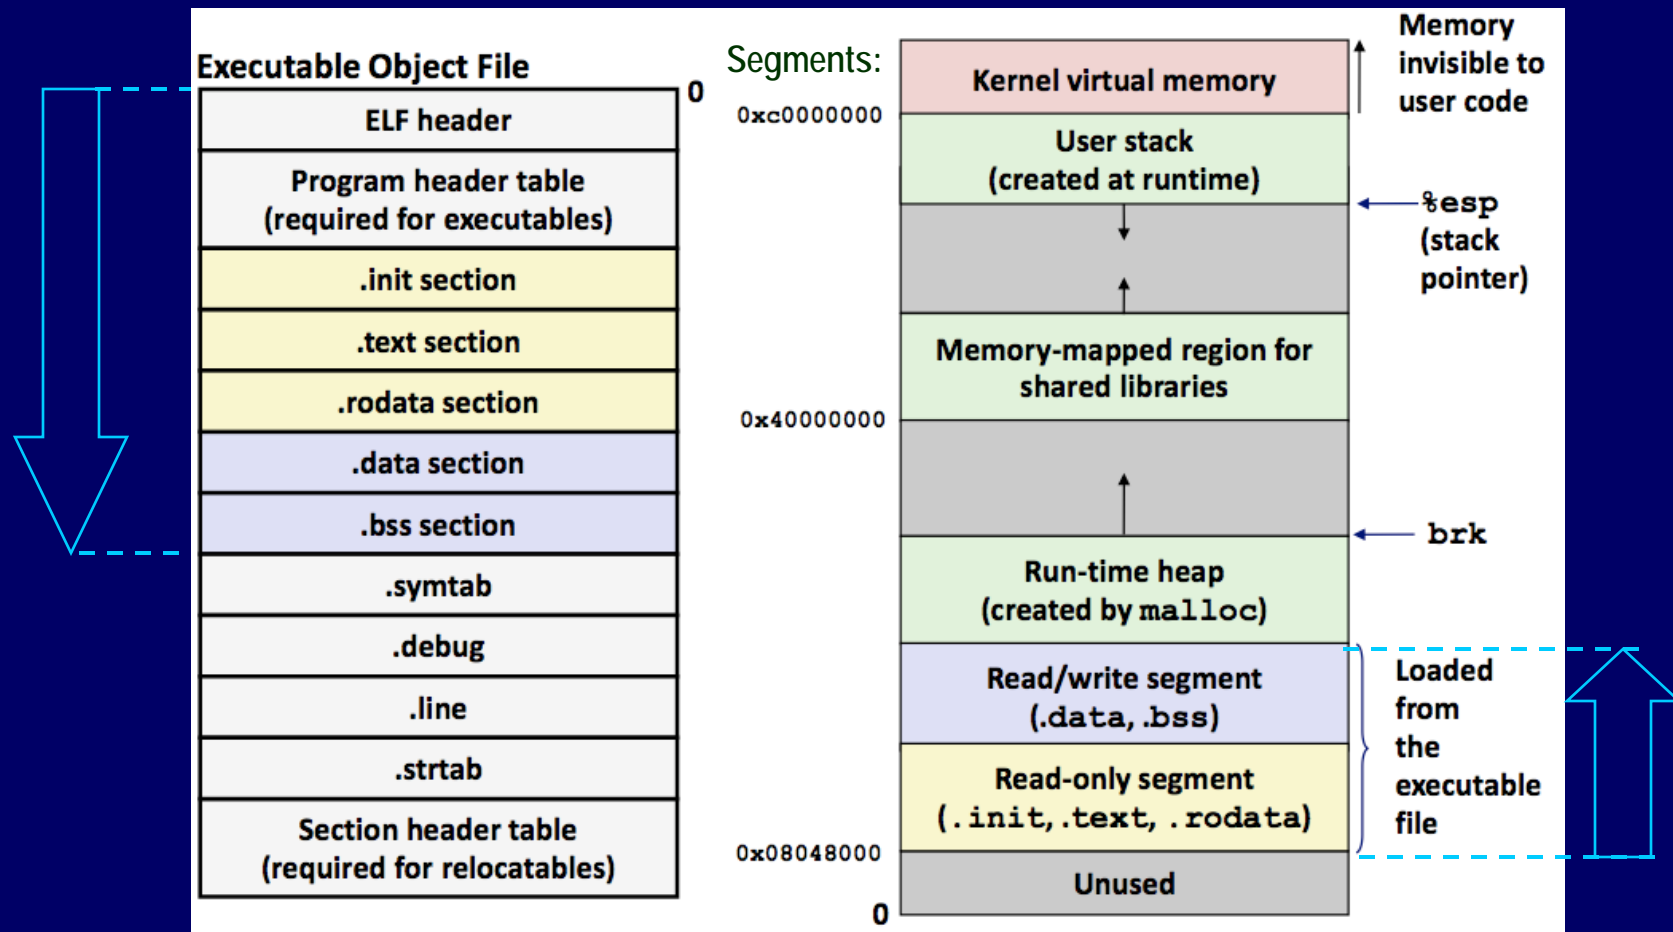 Executable Object File
0
ELF header
Program header table
(required for executables)
.init section
.text section
.rodata section
.data section
.bss section
.symtab
.debug
.line
.strtab
Section header table
(required for relocatables)
Segments:
Kernel virtual memory
Memory
invisible to
user code
0xc0000000
User stack
(created at runtime)
%esp
(stack
pointer)
Memory-mapped region for
shared libraries
0x40000000
brk
Run-time heap
(created by malloc)
Read/write segment
(.data, .bss)
Read-only segment
(.init, .text, .rodata)
Loaded
from
the
executable
file
0x08048000
Unused
0